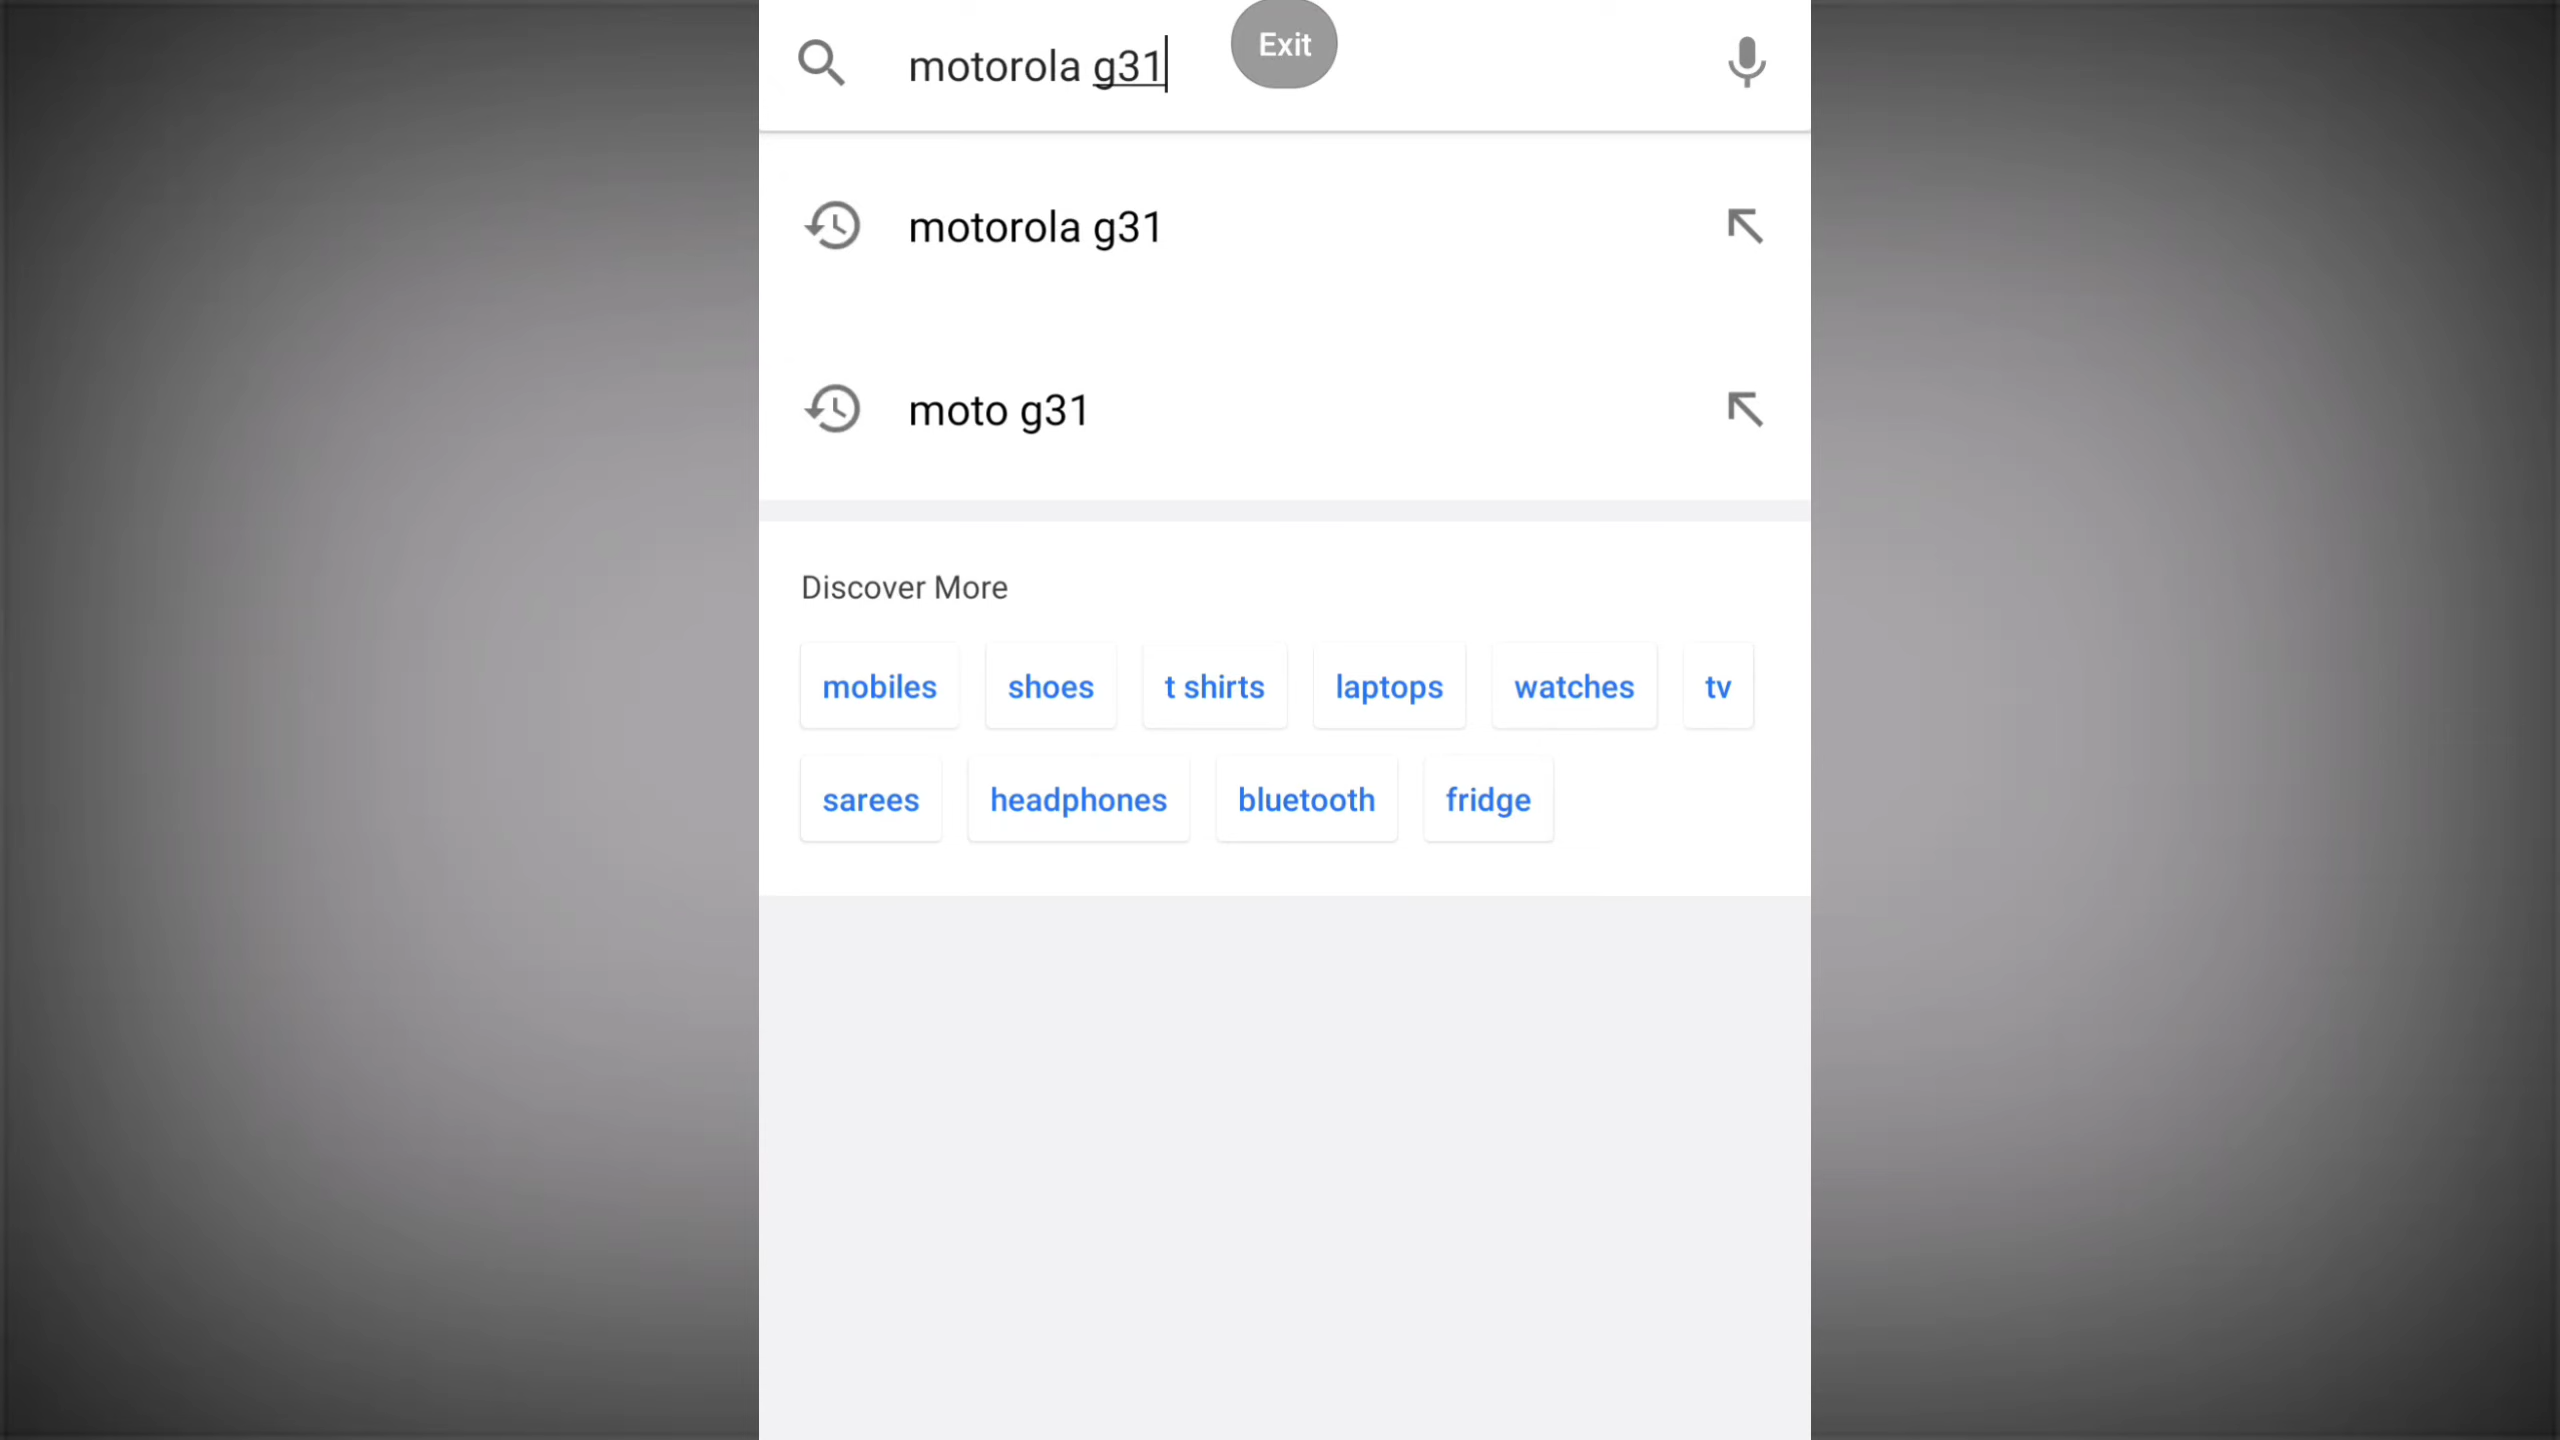 motorola g31
Exit
motorola g31
moto g31
Discover More
mobiles shoes t shirts laptops watches tv
sarees headphones bluetooth fridge